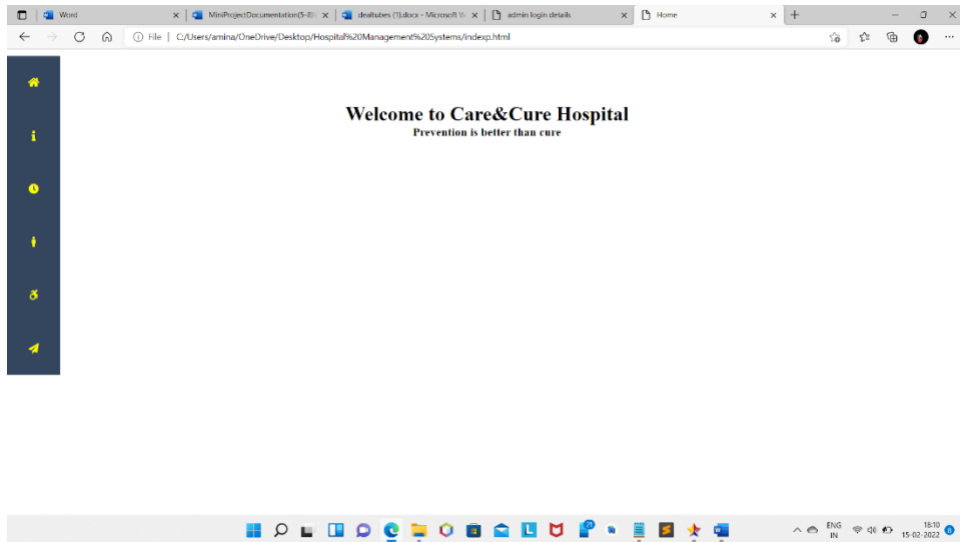 Word
MiniProjectDocumentation(5-8)
dealtubes (1).docx - Microsoft W
admin login details
Home
File | C:/Users/amina/OneDrive/Desktop/Hospital%20Management%20Systems/indexp.html
Welcome to Care&Cure Hospital
Prevention is better than cure
ENG
IN
18:10
15-02-2022